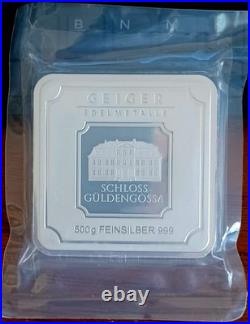 B N M
GEIGER
EDELMETALLE
SCHLOSS
GÜLDENGOSSA
500g FEINSILBER 999